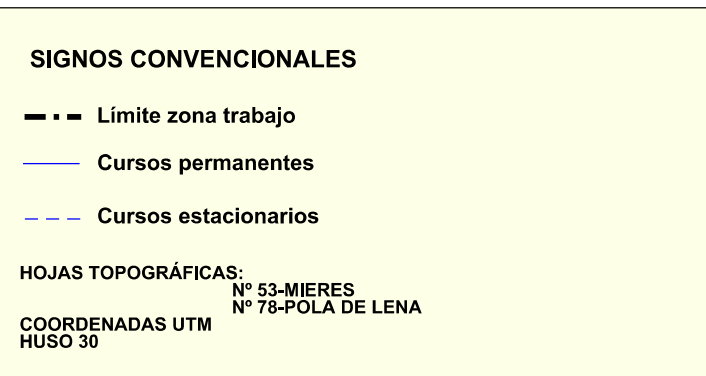 SIGNOS CONVENCIONALES
Límite zona trabajo
Cursos permanentes
Cursos estacionarios
HOJAS TOPOGRÁFICAS:
Nº 53-MIERES
Nº 78-POLA DE LENA
COORDENADAS UTM
HUSO 30